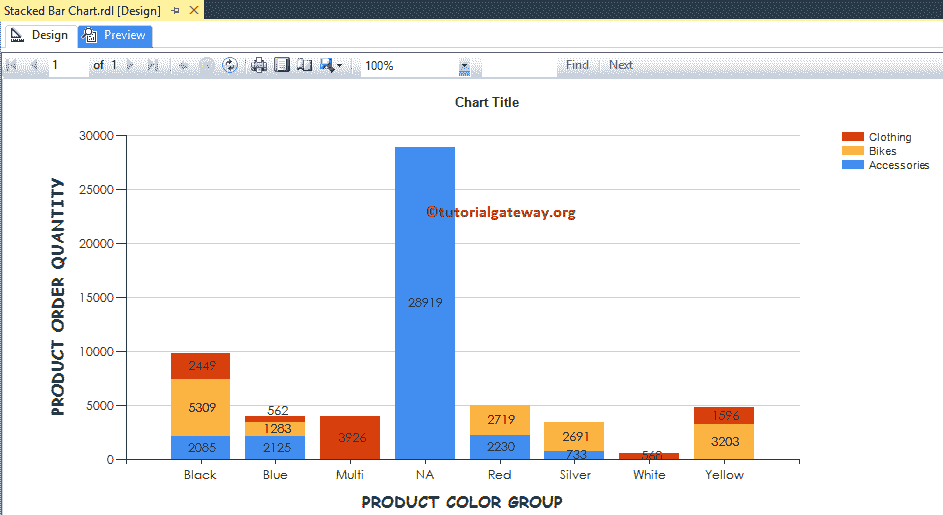 Stacked Bar Chart.rdl [Design]
Design Preview
1 of 1 100% Find | Next
Chart Title
30000
25000
20000
15000
10000
5000
0
PRODUCT ORDER QUANTITY
Clothing
Bikes
Accessories
©tutorialgateway.org
2449
5309
2085
562
1283
2125
3926
28919
2719
2230
2691
733
568
1596
3203
Black Blue Multi NA Red Silver White Yellow
PRODUCT COLOR GROUP